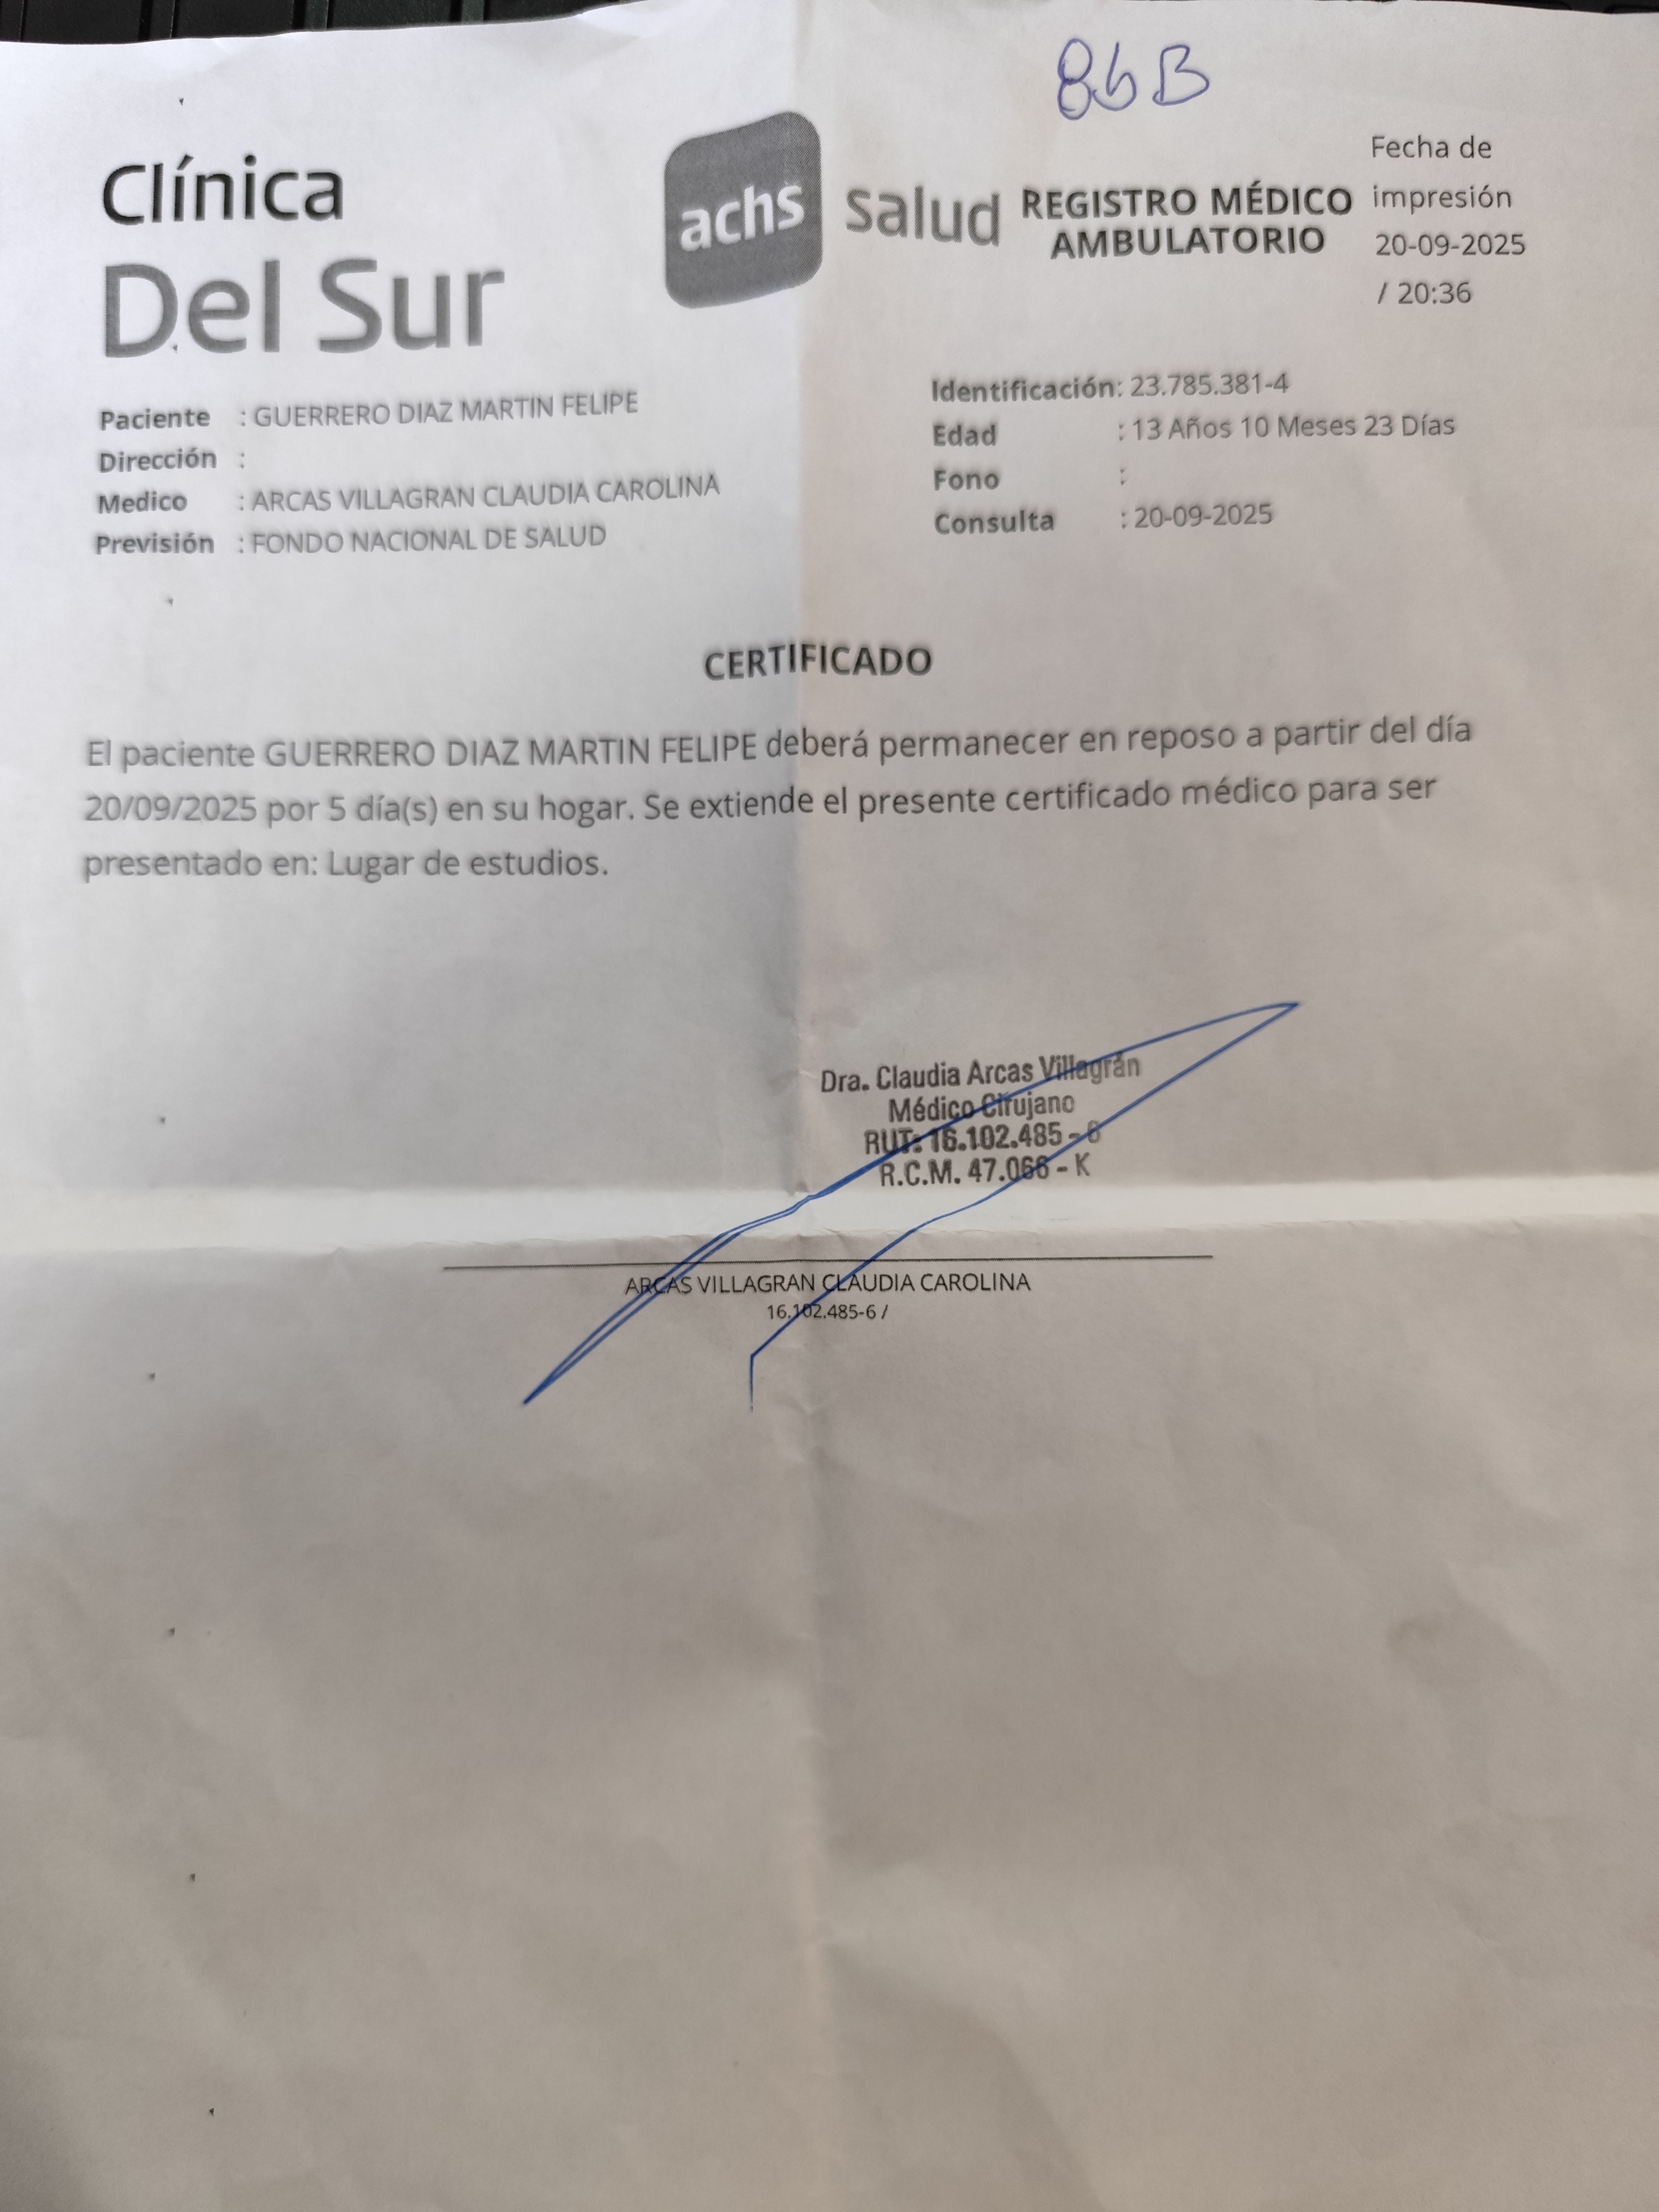 8bB
Clínica
Del Sur
achs salud
REGISTRO MÉDICO
AMBULATORIO
Fecha de
impresión
20-09-2025
/ 20:36
Paciente : GUERRERO DIAZ MARTIN FELIPE
Dirección :
Medico : ARCAS VILLAGRAN CLAUDIA CAROLINA
Previsión : FONDO NACIONAL DE SALUD
Identificación: 23.785.381-4
Edad : 13 Años 10 Meses 23 Días
Fono :
Consulta : 20-09-2025
CERTIFICADO
El paciente GUERRERO DIAZ MARTIN FELIPE deberá permanecer en reposo a partir del día
20/09/2025 por 5 día(s) en su hogar. Se extiende el presente certificado médico para ser
presentado en: Lugar de estudios.
Dra. Claudia Arcas Villagrán
Médico Cirujano
RUT: 16.102.485 - 6
R.C.M. 47.066 - K
ARCAS VILLAGRAN CLAUDIA CAROLINA
16.102.485-6 /